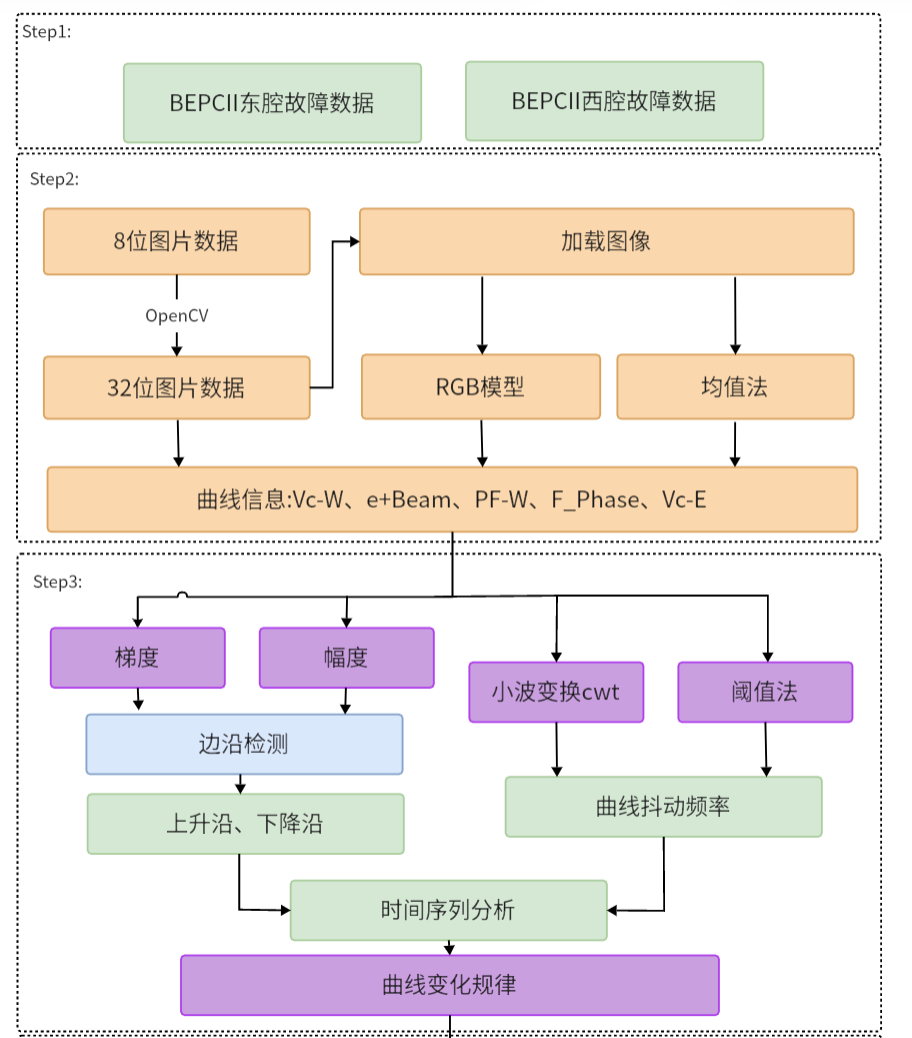 Step1:
BEPCII东腔故障数据
BEPCII西腔故障数据
Step2:
8位图片数据
加载图像
OpenCV
32位图片数据
RGB模型
均值法
曲线信息:Vc-W、e+Beam、PF-W、F_Phase、Vc-E
Step3:
梯度
幅度
小波变换cwt
阈值法
边沿检测
上升沿、下降沿
曲线抖动频率
时间序列分析
曲线变化规律